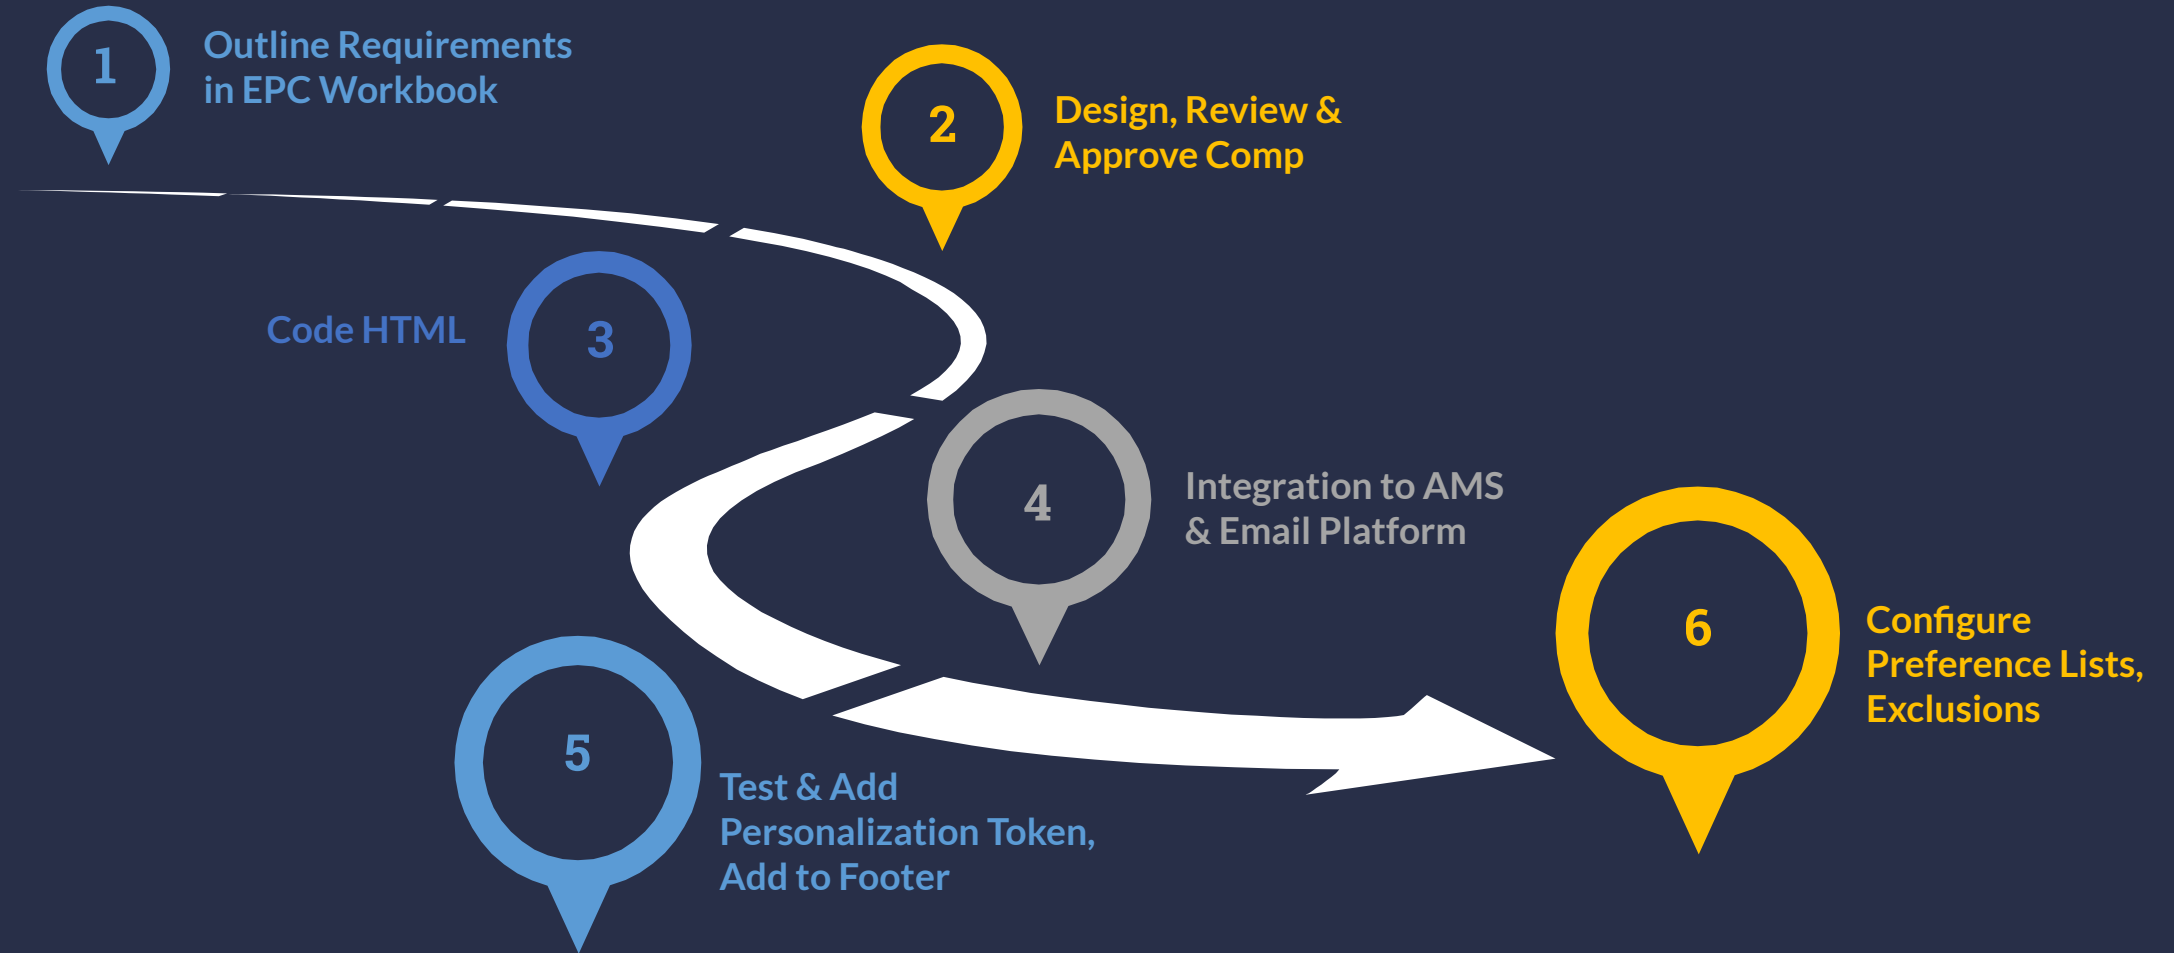 1
Outline Requirements
in EPC Workbook
2
Design, Review &
Approve Comp
3
Code HTML
4
Integration to AMS
& Email Platform
5
Test & Add
Personalization Token,
Add to Footer
6
Configure
Preference Lists,
Exclusions